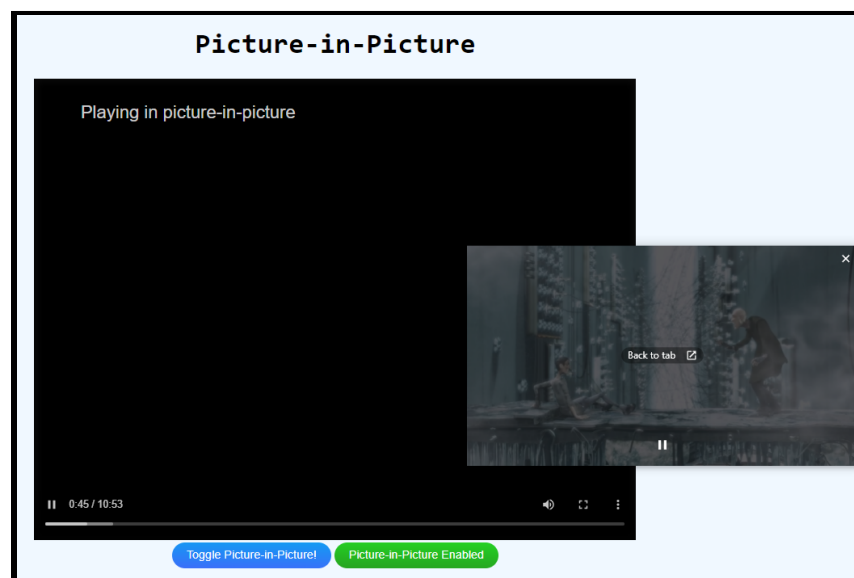 Picture-in-Picture
Playing in picture-in-picture
Back to tab
0:45 / 10:53
Toggle Picture-in-Picture!
Picture-in-Picture Enabled